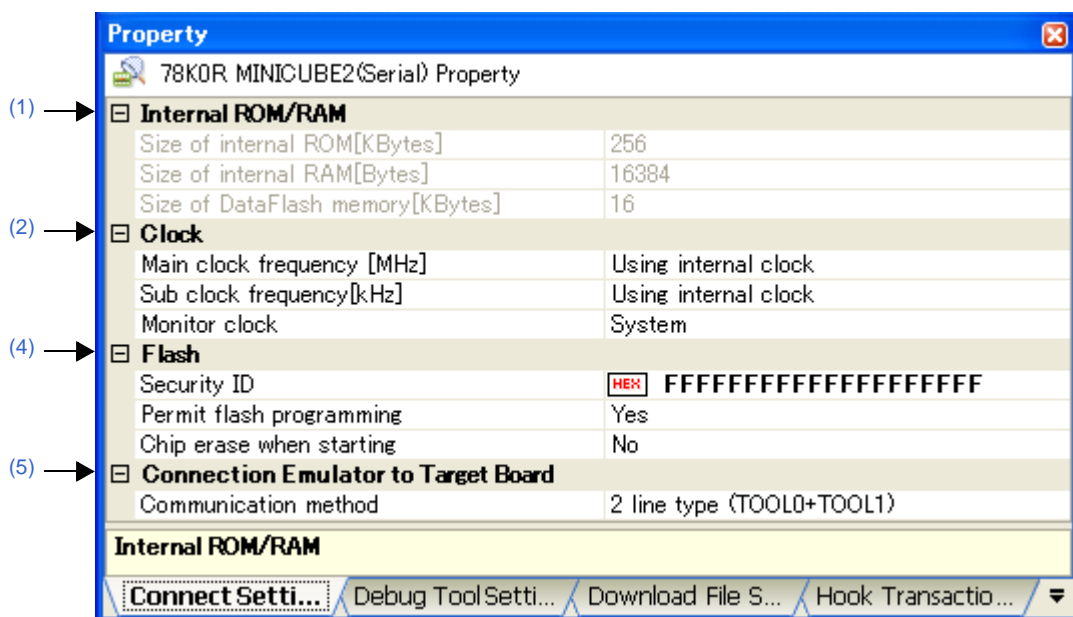 Property
78K0R MINICUBE2(Serial) Property
(1) Internal ROM/RAM
Size of internal ROM[KBytes] 256
Size of internal RAM[Bytes] 16384
Size of DataFlash memory[KBytes] 16
(2) Clock
Main clock frequency [MHz] Using internal clock
Sub clock frequency[kHz] Using internal clock
Monitor clock System
(4) Flash
Security ID HEX FFFFFFFFFFFFFFFFFFFF
Permit flash programming Yes
Chip erase when starting No
(5) Connection Emulator to Target Board
Communication method 2 line type (TOOL0+TOOL1)
Internal ROM/RAM
Connect Setti... Debug Tool Setti... Download File S... Hook Transactio...